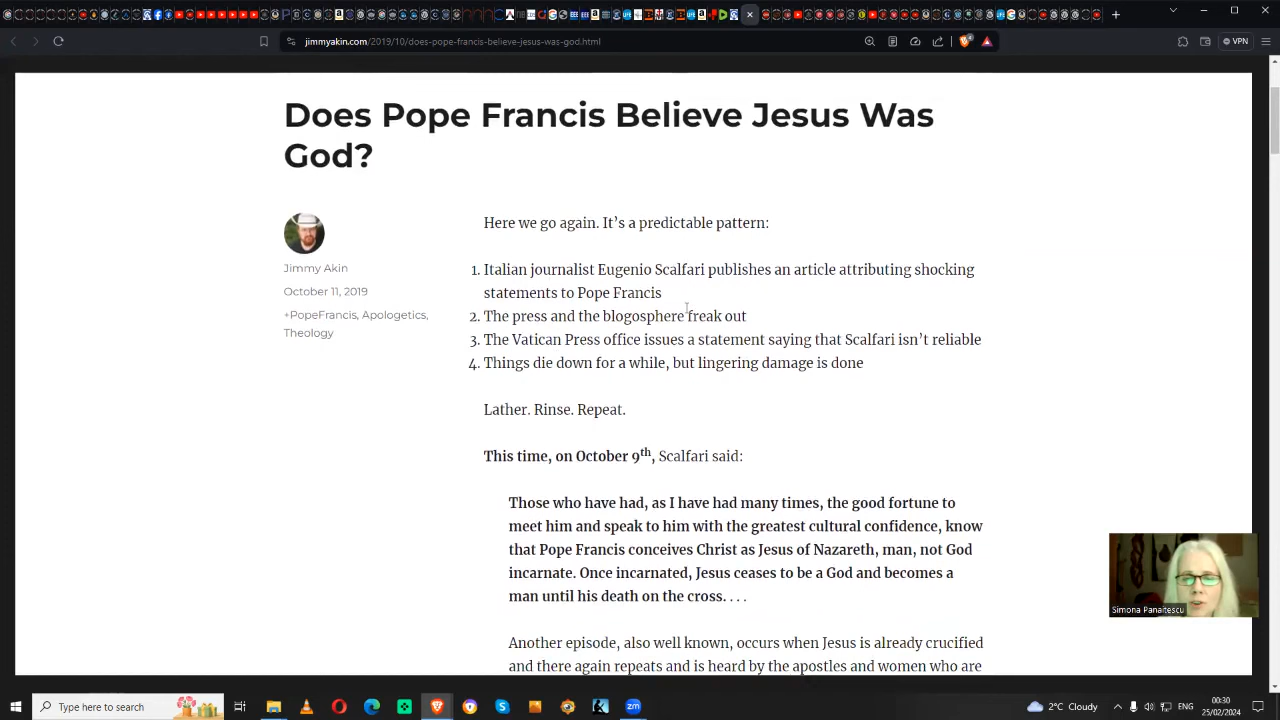 jimmyakin.com/2019/10/does-pope-francis-believe-jesus-was-god.html
VPN
Does Pope Francis Believe Jesus Was
God?
Jimmy Akin
October 11, 2019
+PopeFrancis, Apologetics,
Theology
Here we go again. It’s a predictable pattern:
1. Italian journalist Eugenio Scalfari publishes an article attributing shocking
statements to Pope Francis
2. The press and the blogosphere freak out
3. The Vatican Press office issues a statement saying that Scalfari isn’t reliable
4. Things die down for a while, but lingering damage is done
Lather. Rinse. Repeat.
This time, on October 9th, Scalfari said:
Those who have had, as I have had many times, the good fortune to
meet him and speak to him with the greatest cultural confidence, know
that Pope Francis conceives Christ as Jesus of Nazareth, man, not God
incarnate. Once incarnated, Jesus ceases to be a God and becomes a
man until his death on the cross. . . .
Another episode, also well known, occurs when Jesus is already crucified
and there again repeats and is heard by the apostles and women who are
Simona Panaitescu
Type here to search
2°C Cloudy
ENG
00:30
25/02/2024